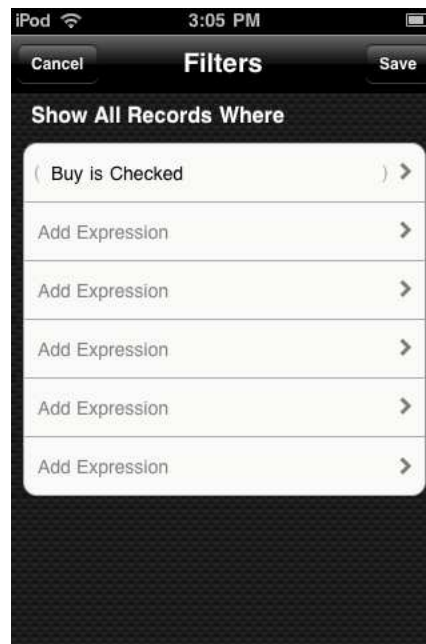 iPod 3:05 PM
Cancel Filters Save
Show All Records Where
( Buy is Checked )
Add Expression
Add Expression
Add Expression
Add Expression
Add Expression